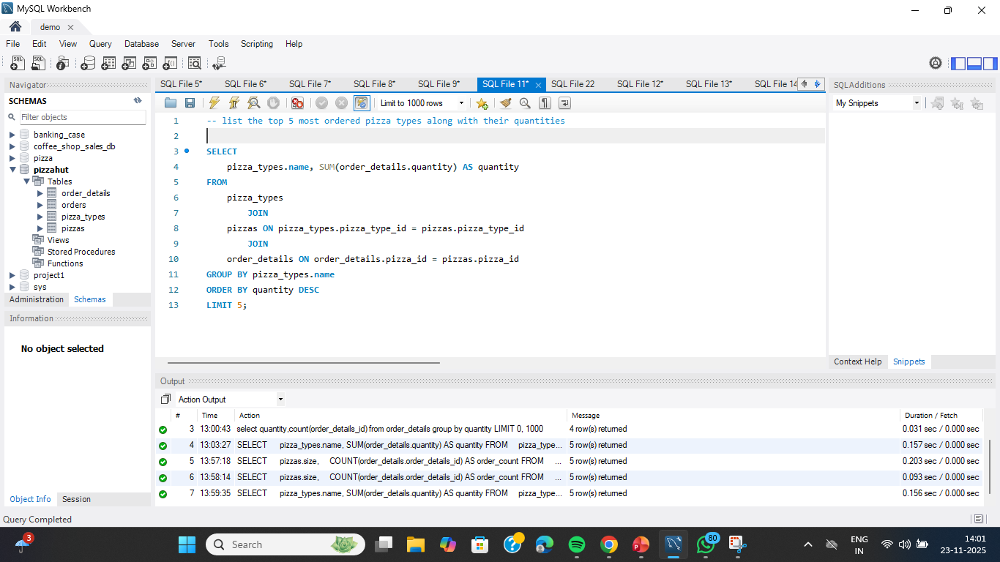 MySQL Workbench
demo
File Edit View Query Database Server Tools Scripting Help
Navigator
SCHEMAS
Filter objects
banking_case
coffee_shop_sales_db
pizza
pizzahut
Tables
order_details
orders
pizza_types
pizzas
Views
Stored Procedures
Functions
project1
sys
Administration Schemas
Information
No object selected
Object Info Session
SQL File 5* SQL File 6* SQL File 7* SQL File 8* SQL File 9* SQL File 11* SQL File 22 SQL File 12* SQL File 13* SQL File 14
Limit to 1000 rows
1 -- list the top 5 most ordered pizza types along with their quantities
2
3 SELECT
4 pizza_types.name, SUM(order_details.quantity) AS quantity
5 FROM
6 pizza_types
7 JOIN
8 pizzas ON pizza_types.pizza_type_id = pizzas.pizza_type_id
9 JOIN
10 order_details ON order_details.pizza_id = pizzas.pizza_id
11 GROUP BY pizza_types.name
12 ORDER BY quantity DESC
13 LIMIT 5;
SQLAdditions
My Snippets
Context Help Snippets
Output
Action Output
# Time Action Message Duration / Fetch
3 13:00:43 select quantity,count(order_details_id) from order_details group by quantity LIMIT 0, 1000 4 row(s) returned 0.031 sec / 0.000 sec
4 13:03:27 SELECT pizza_types.name, SUM(order_details.quantity) AS quantity FROM pizza_type... 5 row(s) returned 0.157 sec / 0.000 sec
5 13:57:18 SELECT pizzas.size, COUNT(order_details.order_details_id) AS order_count FROM ... 5 row(s) returned 0.203 sec / 0.000 sec
6 13:58:14 SELECT pizzas.size, COUNT(order_details.order_details_id) AS order_count FROM ... 5 row(s) returned 0.093 sec / 0.000 sec
7 13:59:35 SELECT pizza_types.name, SUM(order_details.quantity) AS quantity FROM pizza_type... 5 row(s) returned 0.156 sec / 0.000 sec
Query Completed
3
Search
80
ENG
IN
14:01
23-11-2025